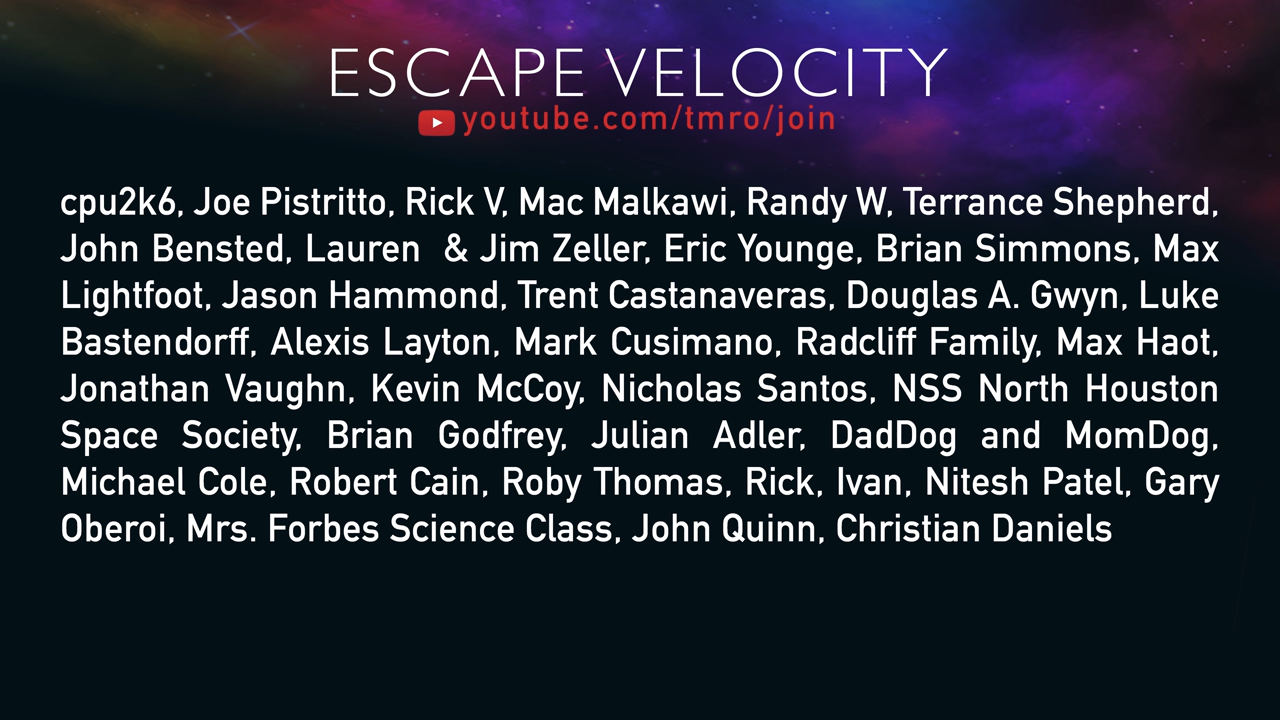 ESCAPE VELOCITY
youtube.com/tmro/join
cpu2k6, Joe Pistritto, Rick V, Mac Malkawi, Randy W, Terrance Shepherd,
John Bensted, Lauren  & Jim Zeller, Eric Younge, Brian Simmons, Max
Lightfoot, Jason Hammond, Trent Castanaveras, Douglas A. Gwyn, Luke
Bastendorff, Alexis Layton, Mark Cusimano, Radcliff Family, Max Haot,
Jonathan Vaughn, Kevin McCoy, Nicholas Santos, NSS North Houston
Space Society, Brian Godfrey, Julian Adler, DadDog and MomDog,
Michael Cole, Robert Cain, Roby Thomas, Rick, Ivan, Nitesh Patel, Gary
Oberoi, Mrs. Forbes Science Class, John Quinn, Christian Daniels